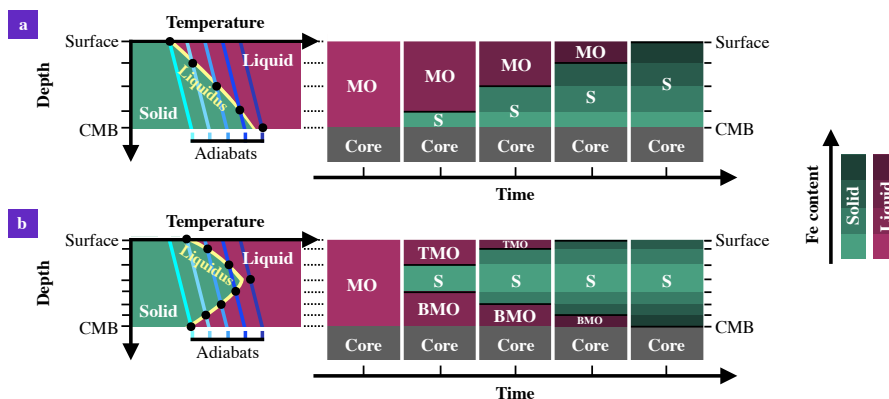 a
Temperature
Surface
Depth
Liquidus
Liquid
Solid
CMB
Adiabats
MO
MO
MO
MO
S
S
S
S
Core
Core
Core
Core
Core
Surface
CMB
Time
b
Temperature
Surface
Depth
Liquidus
Liquid
Solid
CMB
Adiabats
MO
TMO
TMO
S
S
S
S
BMO
BMO
BMO
Core
Core
Core
Core
Core
Surface
CMB
Time
Fe content
Solid
Liquid